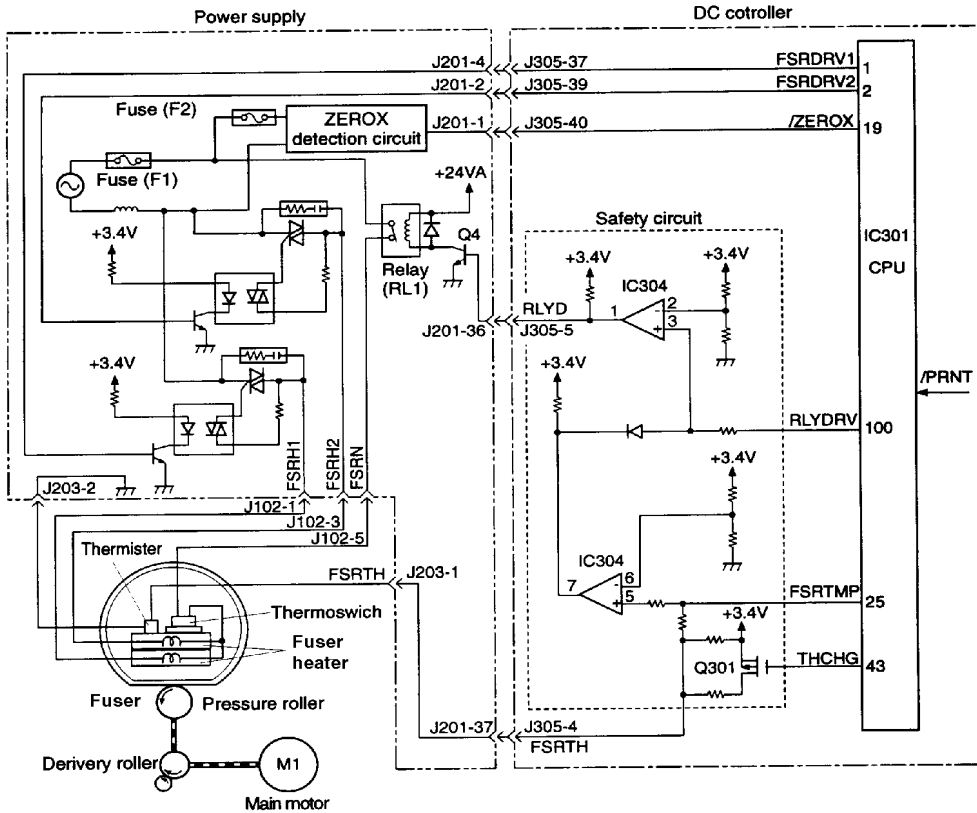 Power supply
DC cotroller
J201-4
J305-37
FSRDRV1
1
J201-2
J305-39
FSRDRV2
2
Fuse (F2)
ZEROX
detection circuit
J201-1
J305-40
/ZEROX
19
Fuse (F1)
+24VA
Safety circuit
+3.4V
Q4
Relay
(RL1)
+3.4V
IC304
+3.4V
IC301
CPU
RLYD
1
-
2
+
3
J201-36
J305-5
+3.4V
+3.4V
/PRNT
RLYDRV
100
+3.4V
FSRH1
FSRH2
FSRN
J203-2
J102-1
J102-3
J102-5
Thermister
IC304
7
-
6
+
5
FSRTH
J203-1
FSRTMP
25
Thermoswich
+3.4V
Fuser
heater
Q301
THCHG
43
Fuser
Pressure roller
J201-37
J305-4
FSRTH
Derivery roller
M1
Main motor